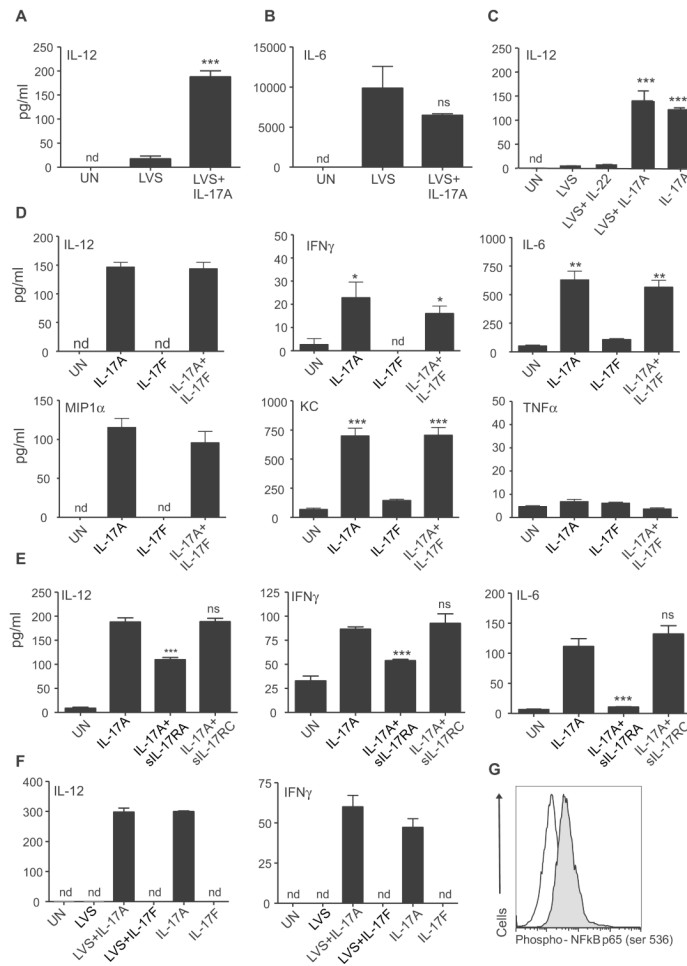 A
IL-12
pg/ml
250
200
150
100
50
0
nd
***
UN
LVS
LVS+
IL-17A
B
IL-6
15000
10000
5000
0
nd
ns
UN
LVS
LVS+
IL-17A
C
IL-12
250
200
150
100
50
0
nd
***
***
UN
LVS
LVS+ IL-22
LVS+ IL-17A
IL-17A
D
IL-12
pg/ml
200
150
100
50
0
nd
nd
UN
IL-17A
IL-17F
IL-17A+
IL-17F
IFNγ
60
50
40
30
20
10
0
*
nd
*
UN
IL-17A
IL-17F
IL-17A+
IL-17F
IL-6
1000
750
500
250
0
**
**
UN
IL-17A
IL-17F
IL-17A+
IL-17F
MIP1α
pg/ml
150
100
50
0
nd
nd
UN
IL-17A
IL-17F
IL-17A+
IL-17F
KC
1000
750
500
250
0
***
***
UN
IL-17A
IL-17F
IL-17A+
IL-17F
TNFα
50
40
30
20
10
0
UN
IL-17A
IL-17F
IL-17A+
IL-17F
E
IL-12
pg/ml
250
200
150
100
50
0
***
ns
UN
IL-17A
IL-17A+
sIL-17RA
IL-17A+
sIL-17RC
IFNγ
125
100
75
50
25
0
***
ns
UN
IL-17A
IL-17A+
sIL-17RA
IL-17A+
sIL-17RC
IL-6
200
150
100
50
0
***
ns
UN
IL-17A
IL-17A+
sIL-17RA
IL-17A+
sIL-17RC
F
IL-12
400
300
200
100
0
nd
nd
nd
nd
UN
LVS
LVS+IL-17A
LVS+IL-17F
IL-17A
IL-17F
IFNγ
75
50
25
0
nd
nd
nd
nd
UN
LVS
LVS+IL-17A
LVS+IL-17F
IL-17A
IL-17F
G
Cells
Phospho - NFkB p65 (ser 536)